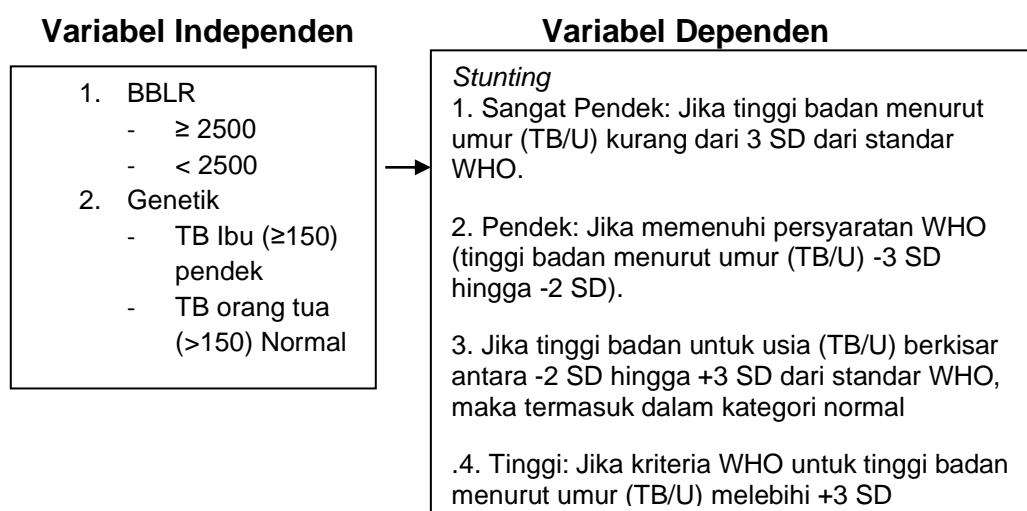 Variabel Independen
Variabel Dependen
1. BBLR
- ≥ 2500
- < 2500
2. Genetik
- TB Ibu (≥150)
pendek
- TB orang tua
(>150) Normal
Stunting
1. Sangat Pendek: Jika tinggi badan menurut
umur (TB/U) kurang dari 3 SD dari standar
WHO.
2. Pendek: Jika memenuhi persyaratan WHO
(tinggi badan menurut umur (TB/U) -3 SD
hingga -2 SD).
3. Jika tinggi badan untuk usia (TB/U) berkisar
antara -2 SD hingga +3 SD dari standar WHO,
maka termasuk dalam kategori normal
.4. Tinggi: Jika kriteria WHO untuk tinggi badan
menurut umur (TB/U) melebihi +3 SD